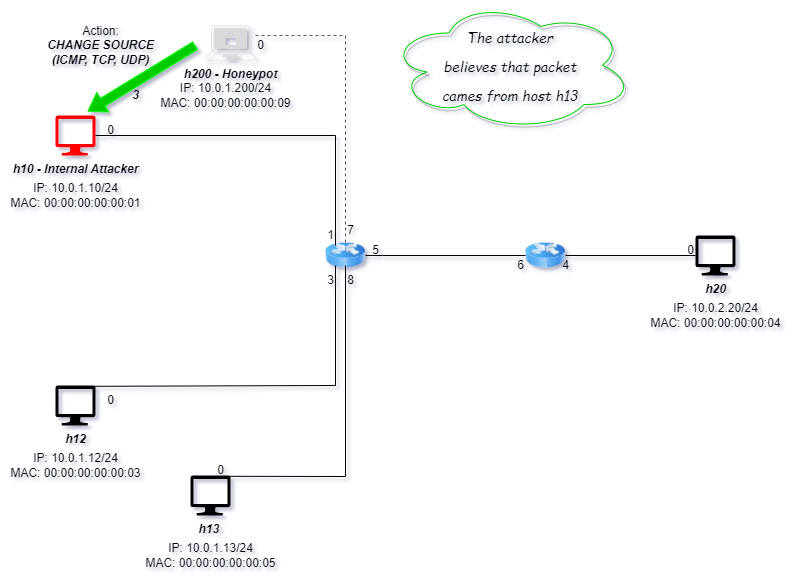 Action:
CHANGE SOURCE
(ICMP, TCP, UDP)
0
h200 - Honeypot
IP: 10.0.1.200/24
MAC: 00:00:00:00:00:09
The attacker
believes that packet
cames from host h13
3
0
h10 - Internal Attacker
IP: 10.0.1.10/24
MAC: 00:00:00:00:00:01
1
7
5
3
8
6
4
0
h20
IP: 10.0.2.20/24
MAC: 00:00:00:00:00:04
0
h12
IP: 10.0.1.12/24
MAC: 00:00:00:00:00:03
0
h13
IP: 10.0.1.13/24
MAC: 00:00:00:00:00:05